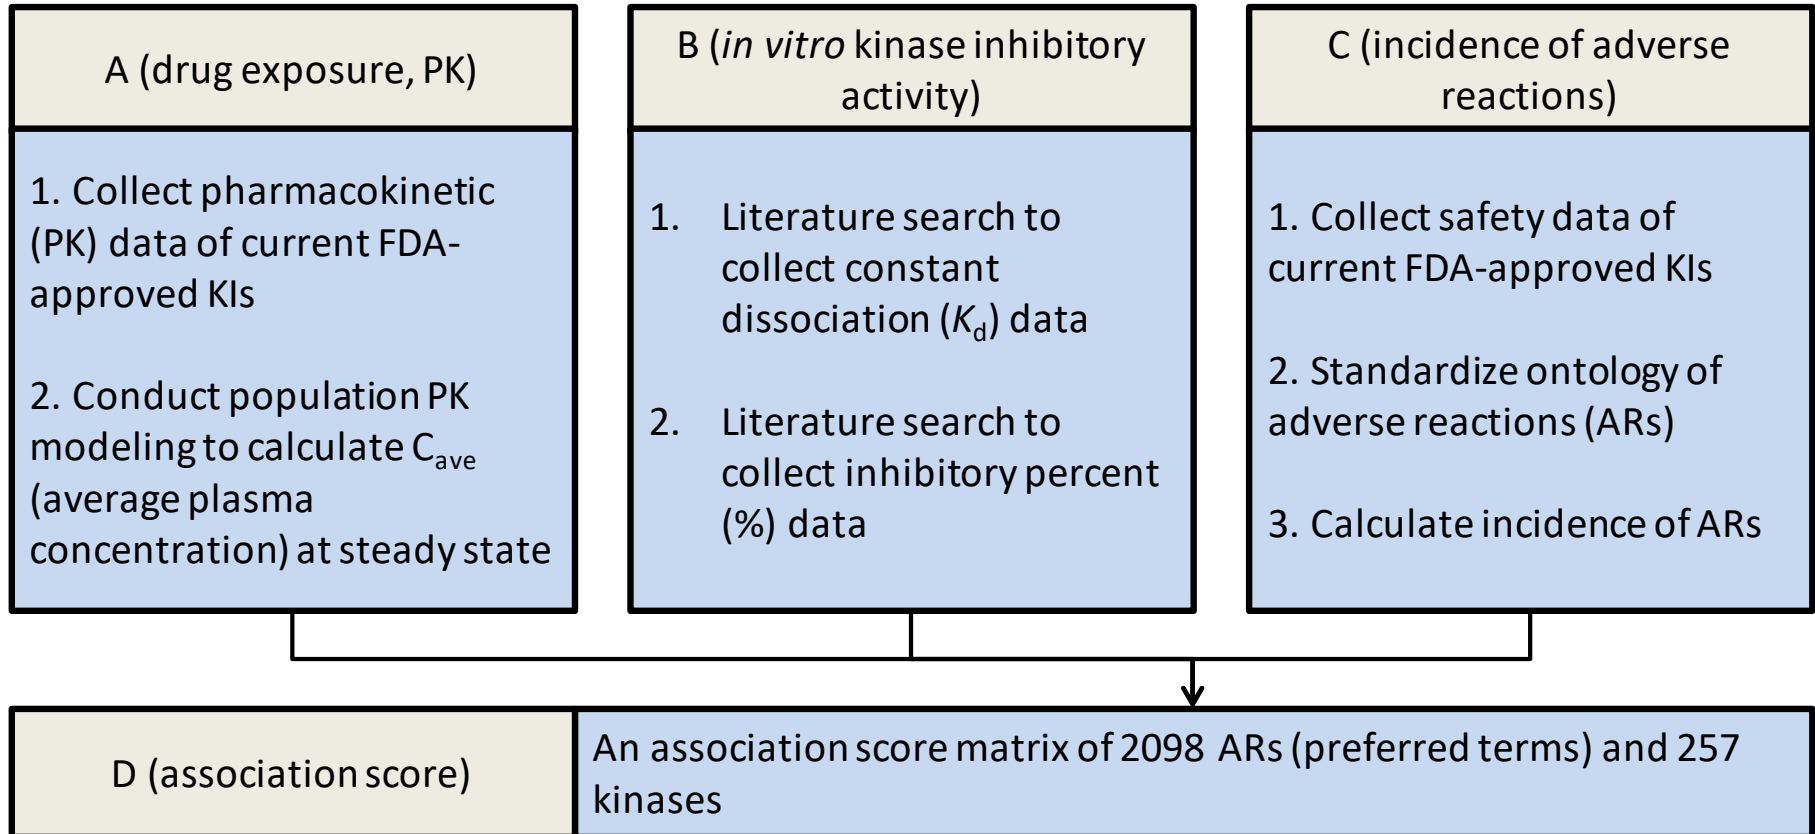 A (drug exposure, PK)
1. Collect pharmacokinetic
(PK) data of current FDA-
approved KIs
2. Conduct population PK
modeling to calculate Cave
(average plasma
concentration) at steady state
B (in vitro kinase inhibitory
activity)
1. Literature search to
collect constant
dissociation (Kd) data
2. Literature search to
collect inhibitory percent
(%) data
C (incidence of adverse
reactions)
1. Collect safety data of
current FDA-approved KIs
2. Standardize ontology of
adverse reactions (ARs)
3. Calculate incidence of ARs
D (association score)
An association score matrix of 2098 ARs (preferred terms) and 257
kinases